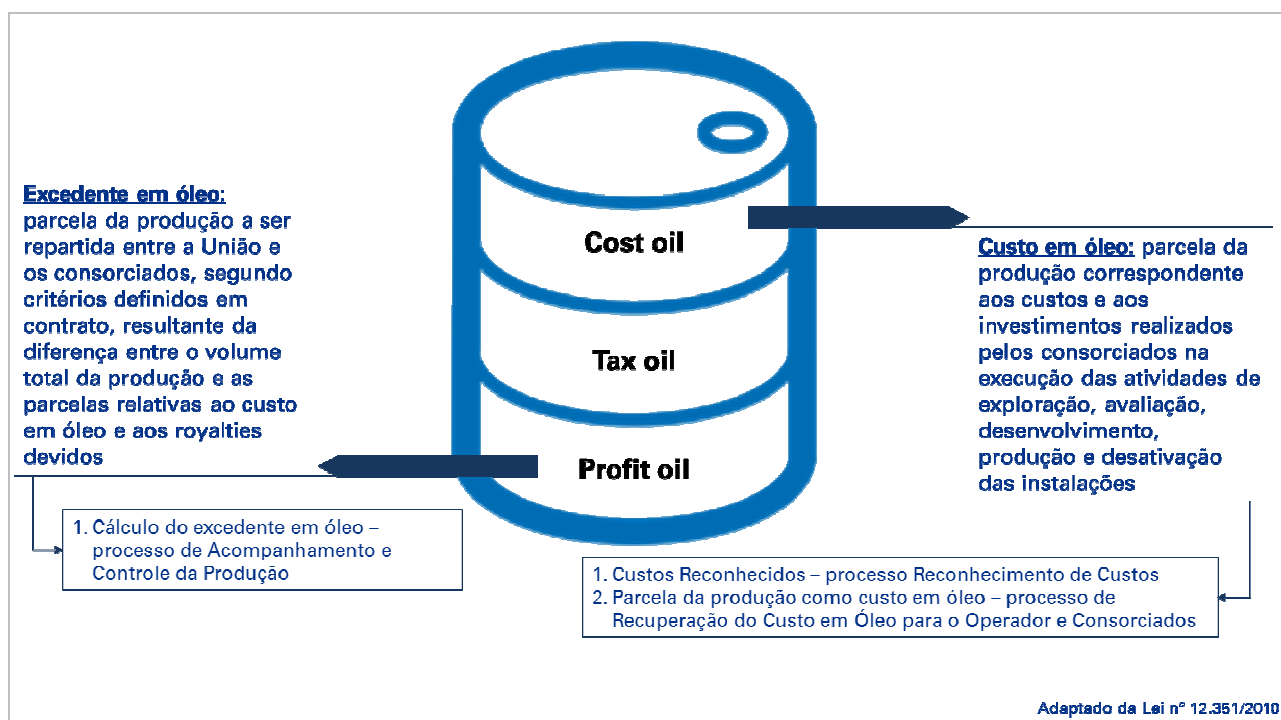 Excedente em óleo:
parcela da produção a ser
repartida entre a União e
os consorciados, segundo
critérios definidos em
contrato, resultante da
diferença entre o volume
total da produção e as
parcelas relativas ao custo
em óleo e aos royalties
devidos
1. Cálculo do excedente em óleo –
processo de Acompanhamento e
Controle da Produção
Cost oil
Tax oil
Profit oil
Custo em óleo: parcela da
produção correspondente
aos custos e aos
investimentos realizados
pelos consorciados na
execução das atividades de
exploração, avaliação,
desenvolvimento,
produção e desativação
das instalações
1. Custos Reconhecidos – processo Reconhecimento de Custos
2. Parcela da produção como custo em óleo – processo de
Recuperação do Custo em Óleo para o Operador e Consorciados
Adaptado da Lei nº 12.351/2010